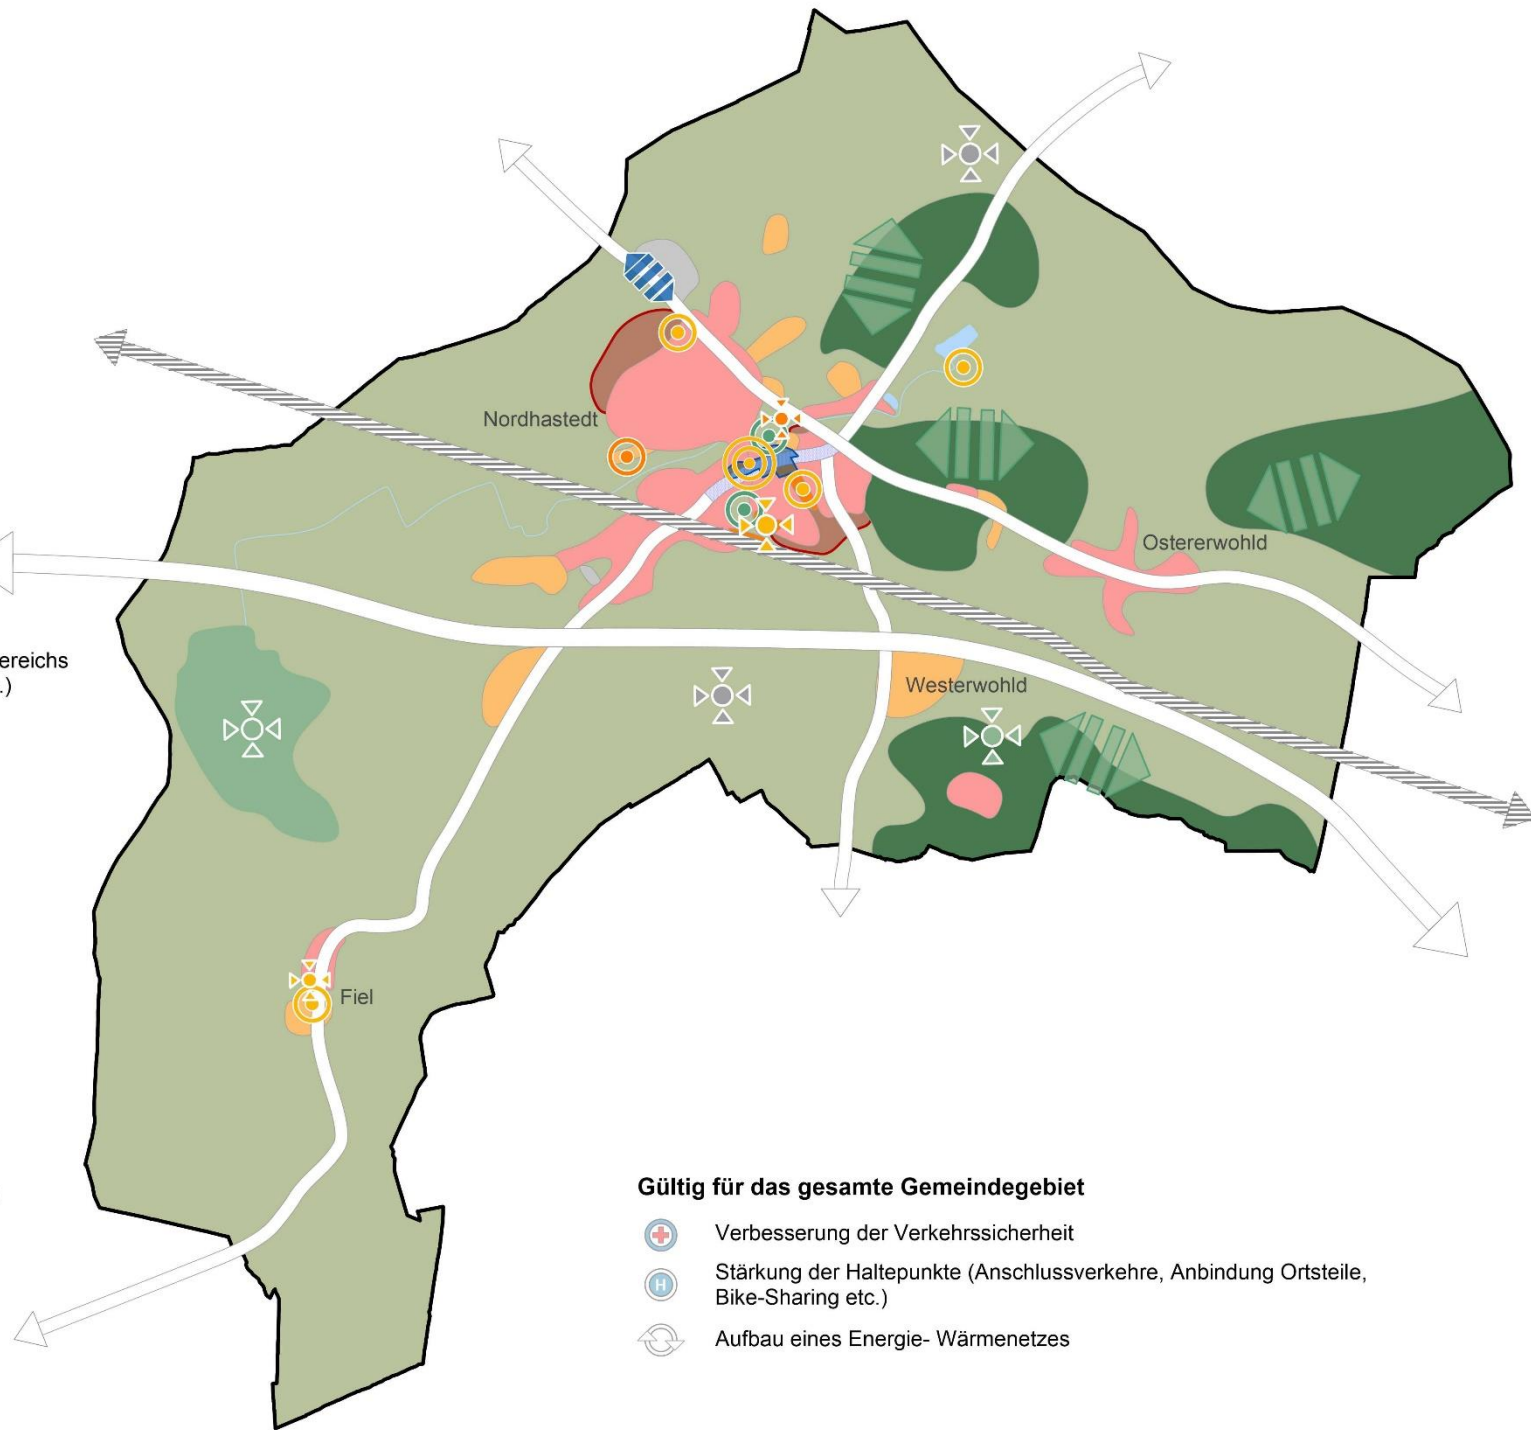 Nordhastedt
Ostererwohld
ereichs
.)
Westerwohld
Fiel
Gültig für das gesamte Gemeindegebiet
Verbesserung der Verkehrssicherheit
H
Stärkung der Haltepunkte (Anschlussverkehre, Anbindung Ortsteile,
Bike-Sharing etc.)
Aufbau eines Energie- Wärmenetzes